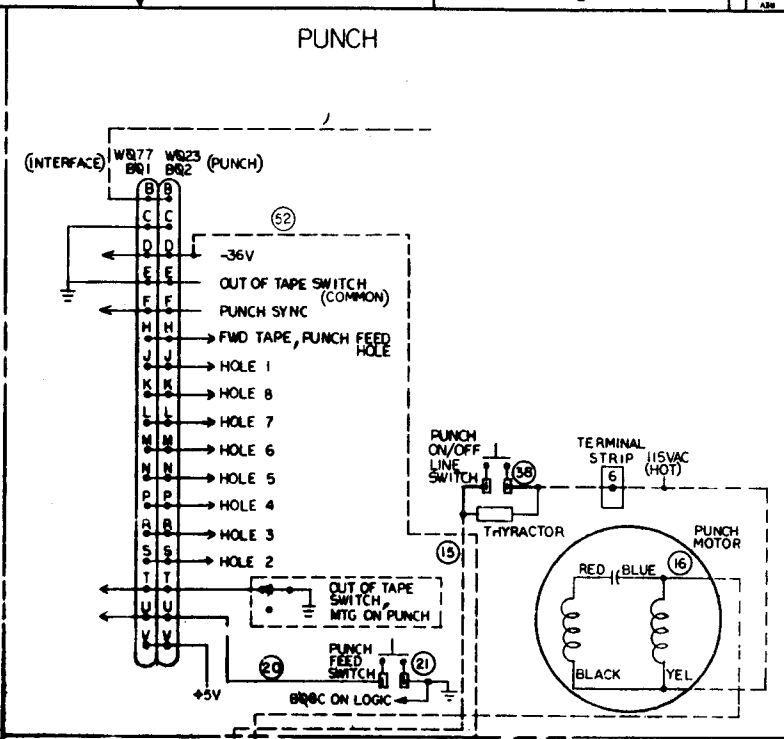 PUNCH
(INTERFACE) WQ77 WQ23 (PUNCH)
BQ1 BQ2
B B
C C
52
D D -36V
E E OUT OF TAPE SWITCH
(COMMON)
F F PUNCH SYNC
H H FWD TAPE, PUNCH FEED
HOLE
J J HOLE 1
K K HOLE 8
L L HOLE 7
M M HOLE 6
N N HOLE 5
P P HOLE 4
R R HOLE 3
S S HOLE 2
T T OUT OF TAPE
SWITCH,
MTG ON PUNCH
U U
V V
+5V
20
PUNCH
FEED
SWITCH
21
ON LOGIC
PUNCH
ON/OFF
LINE
SWITCH
38
THYRACTOR
15
TERMINAL
STRIP
6
115VAC
(HOT)
PUNCH
MOTOR
RED BLUE 16
BLACK YEL